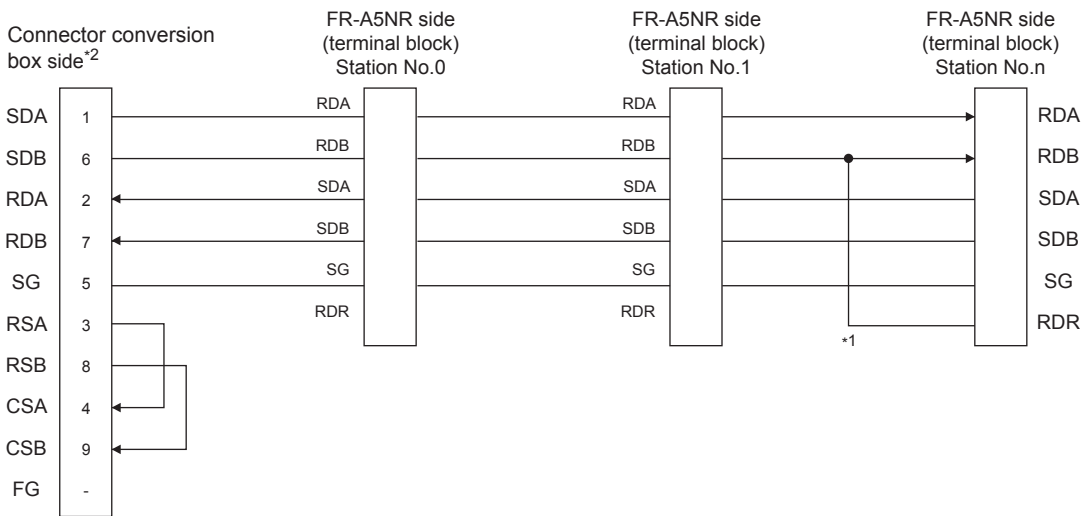 Connector conversion
box side*2
FR-A5NR side
(terminal block)
Station No.0
FR-A5NR side
(terminal block)
Station No.1
FR-A5NR side
(terminal block)
Station No.n
SDA 1 RDA RDA RDA
SDB 6 RDB RDB RDB
RDA 2 SDA SDA SDA
RDB 7 SDB SDB SDB
SG 5 SG SG SG
RSA 3 RDR RDR RDR
*1
RSB 8
CSA 4
CSB 9
FG -